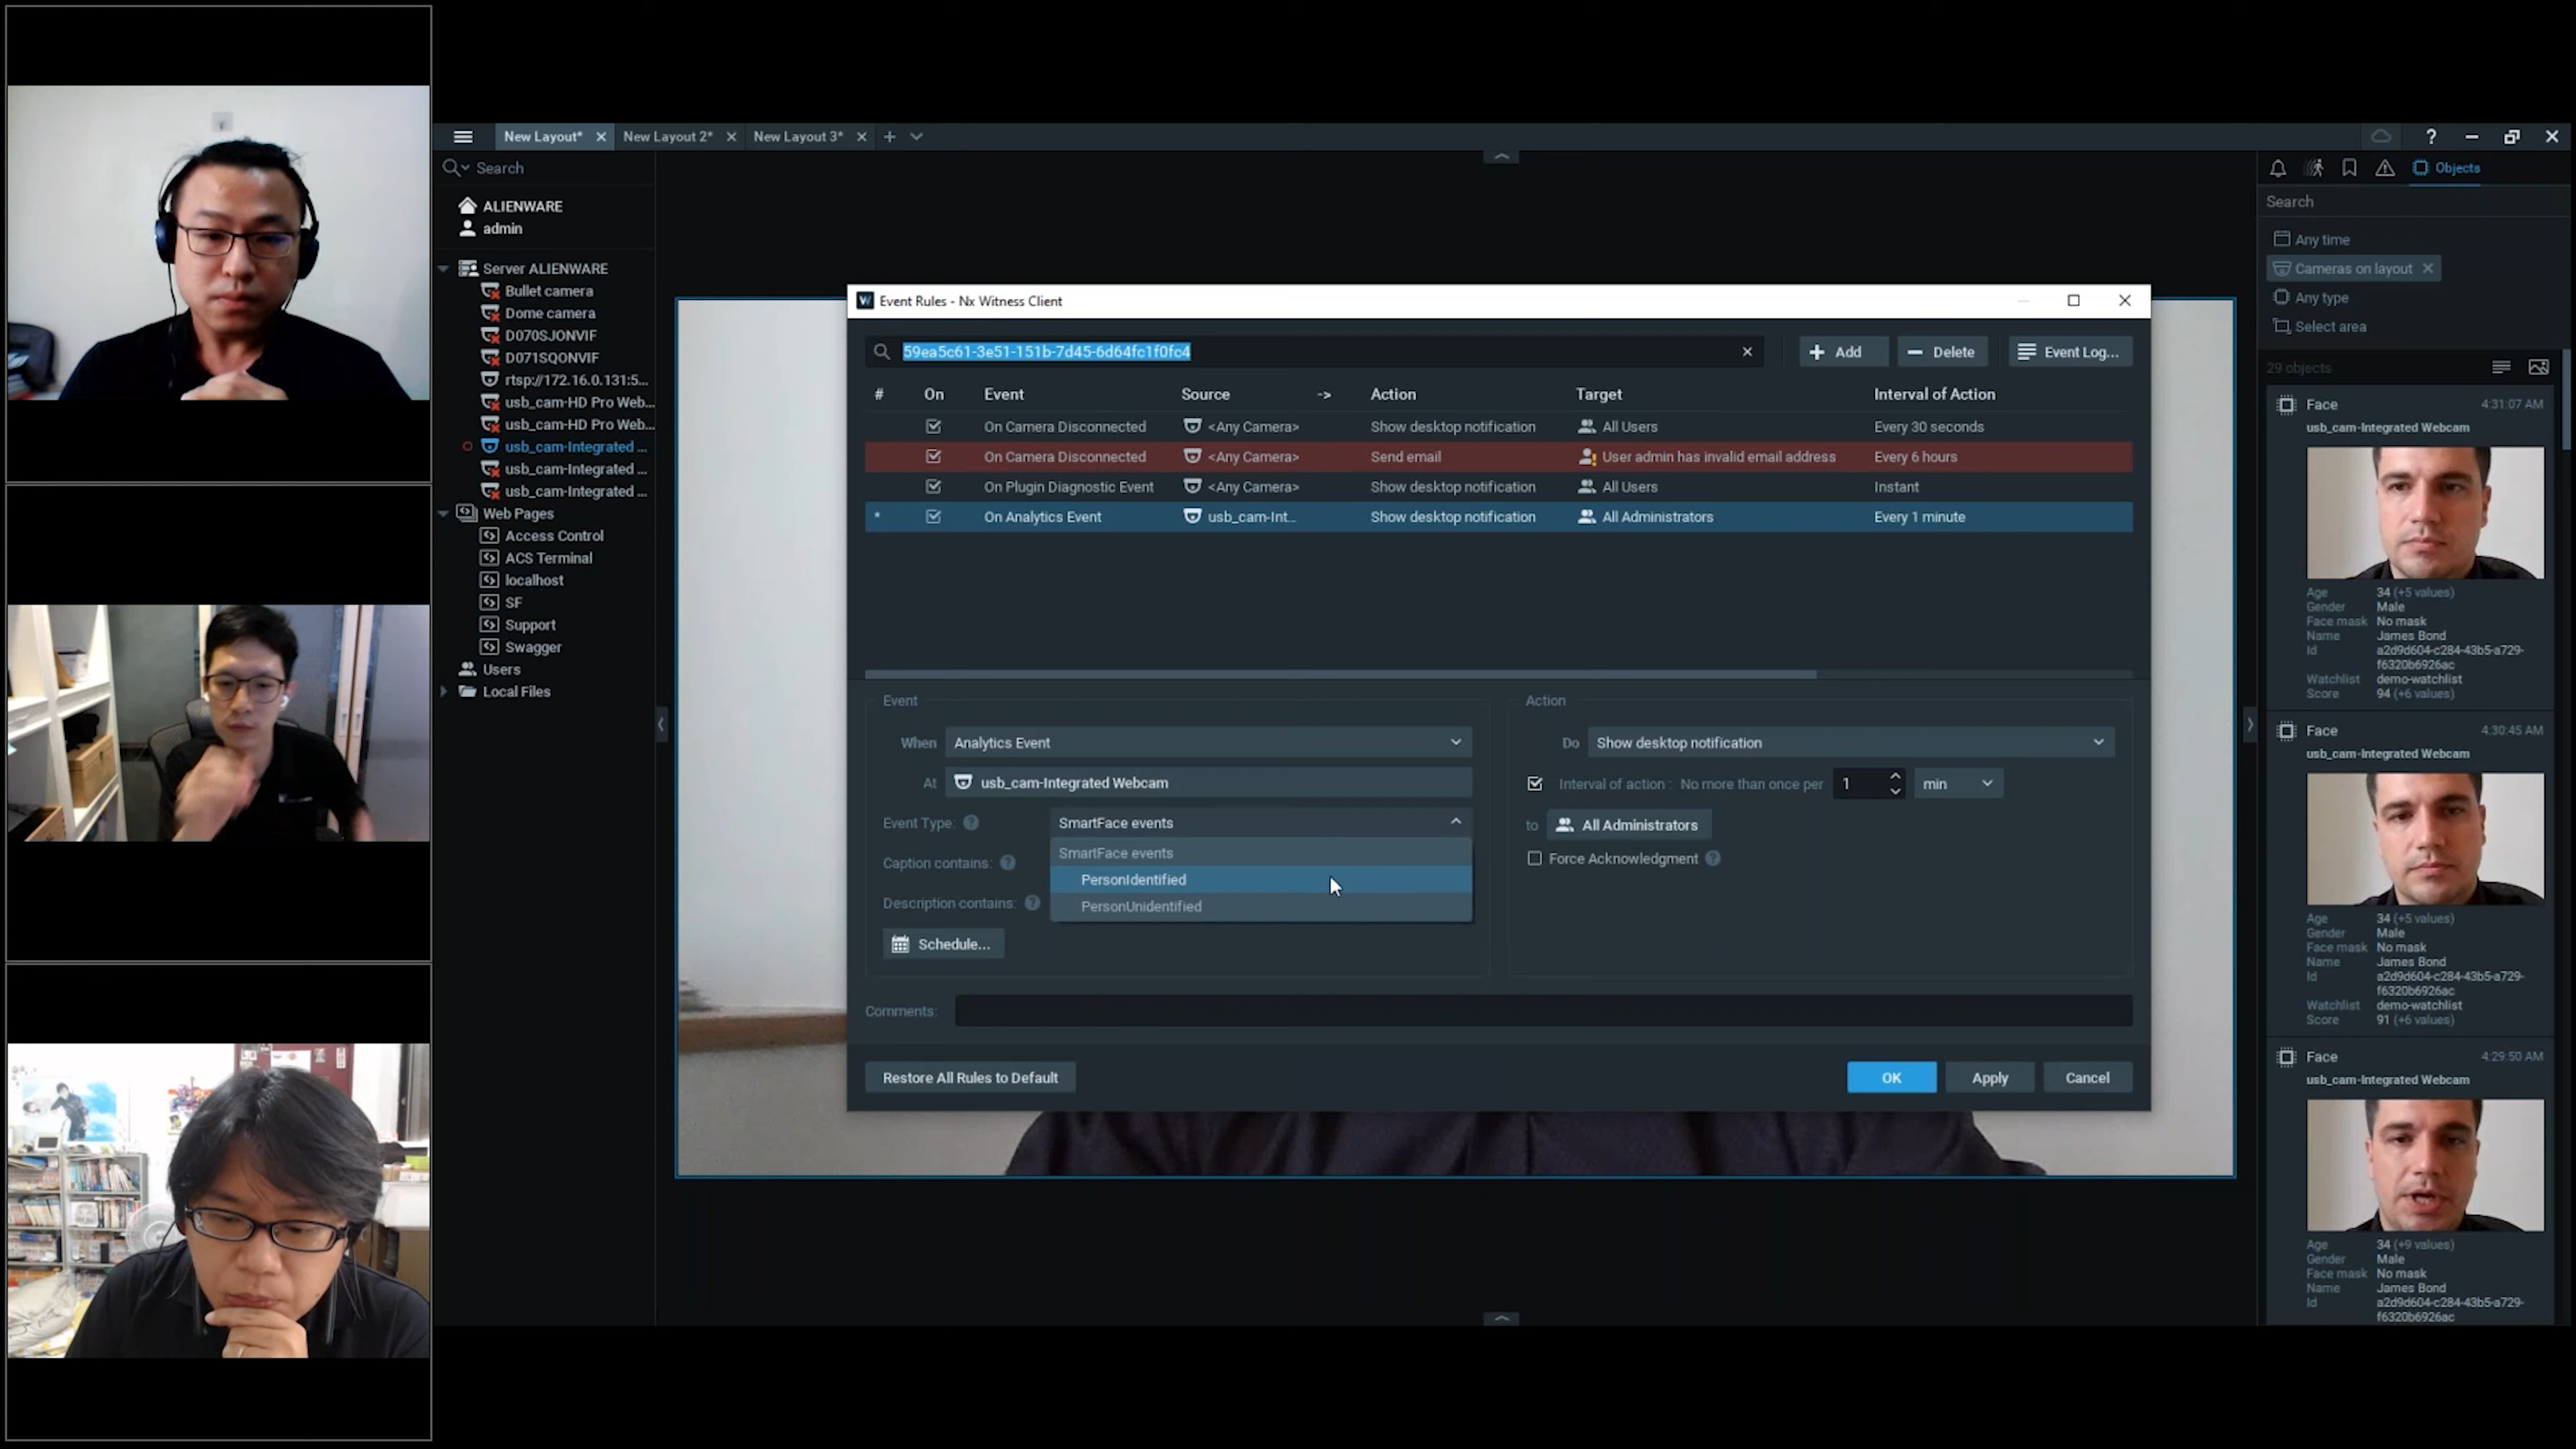 New Layout*
New Layout 2*
New Layout 3*
Search
ALIENWARE
admin
Server ALIENWARE
Bullet camera
Dome camera
D070SJONVIF
D071SQONVIF
rtsp://172.16.0.131:5...
usb_cam-HD Pro Web...
usb_cam-HD Pro Web...
usb_cam-Integrated ...
usb_cam-Integrated ...
usb_cam-Integrated ...
Web Pages
Access Control
ACS Terminal
localhost
SF
Support
Swagger
Users
Local Files
Event Rules - Nx Witness Client
59ea5c61-3e51-151b-7d45-6d64fc1f0fc4
Add
Delete
Event Log...
# On Event Source -> Action Target Interval of Action
On Camera Disconnected <Any Camera> Show desktop notification All Users Every 30 seconds
On Camera Disconnected <Any Camera> Send email User admin has invalid email address Every 6 hours
On Plugin Diagnostic Event <Any Camera> Show desktop notification All Users Instant
* On Analytics Event usb_cam-Int... Show desktop notification All Administrators Every 1 minute
Event
When Analytics Event
At usb_cam-Integrated Webcam
Event Type: ? SmartFace events
SmartFace events
Caption contains: ?
PersonIdentified
Description contains: ?
PersonUnidentified
Schedule...
Action
Do Show desktop notification
Interval of action : No more than once per 1 min
to All Administrators
Force Acknowledgment ?
Comments:
Restore All Rules to Default
OK
Apply
Cancel
?
Objects
Search
Any time
Cameras on layout
Any type
Select area
29 objects
Face 4:31:07 AM
usb_cam-Integrated Webcam
Age 34 (+5 values)
Gender Male
Face mask No mask
Name James Bond
Id a2d9d604-c284-43b5-a729-
f6320b6926ac
Watchlist demo-watchlist
Score 94 (+6 values)
Face 4:30:45 AM
usb_cam-Integrated Webcam
Age 34 (+5 values)
Gender Male
Face mask No mask
Name James Bond
Id a2d9d604-c284-43b5-a729-
f6320b6926ac
Watchlist demo-watchlist
Score 91 (+6 values)
Face 4:29:50 AM
usb_cam-Integrated Webcam
Age 34 (+9 values)
Gender Male
Face mask No mask
Name James Bond
Id a2d9d604-c284-43b5-a729-
f6320b6926ac